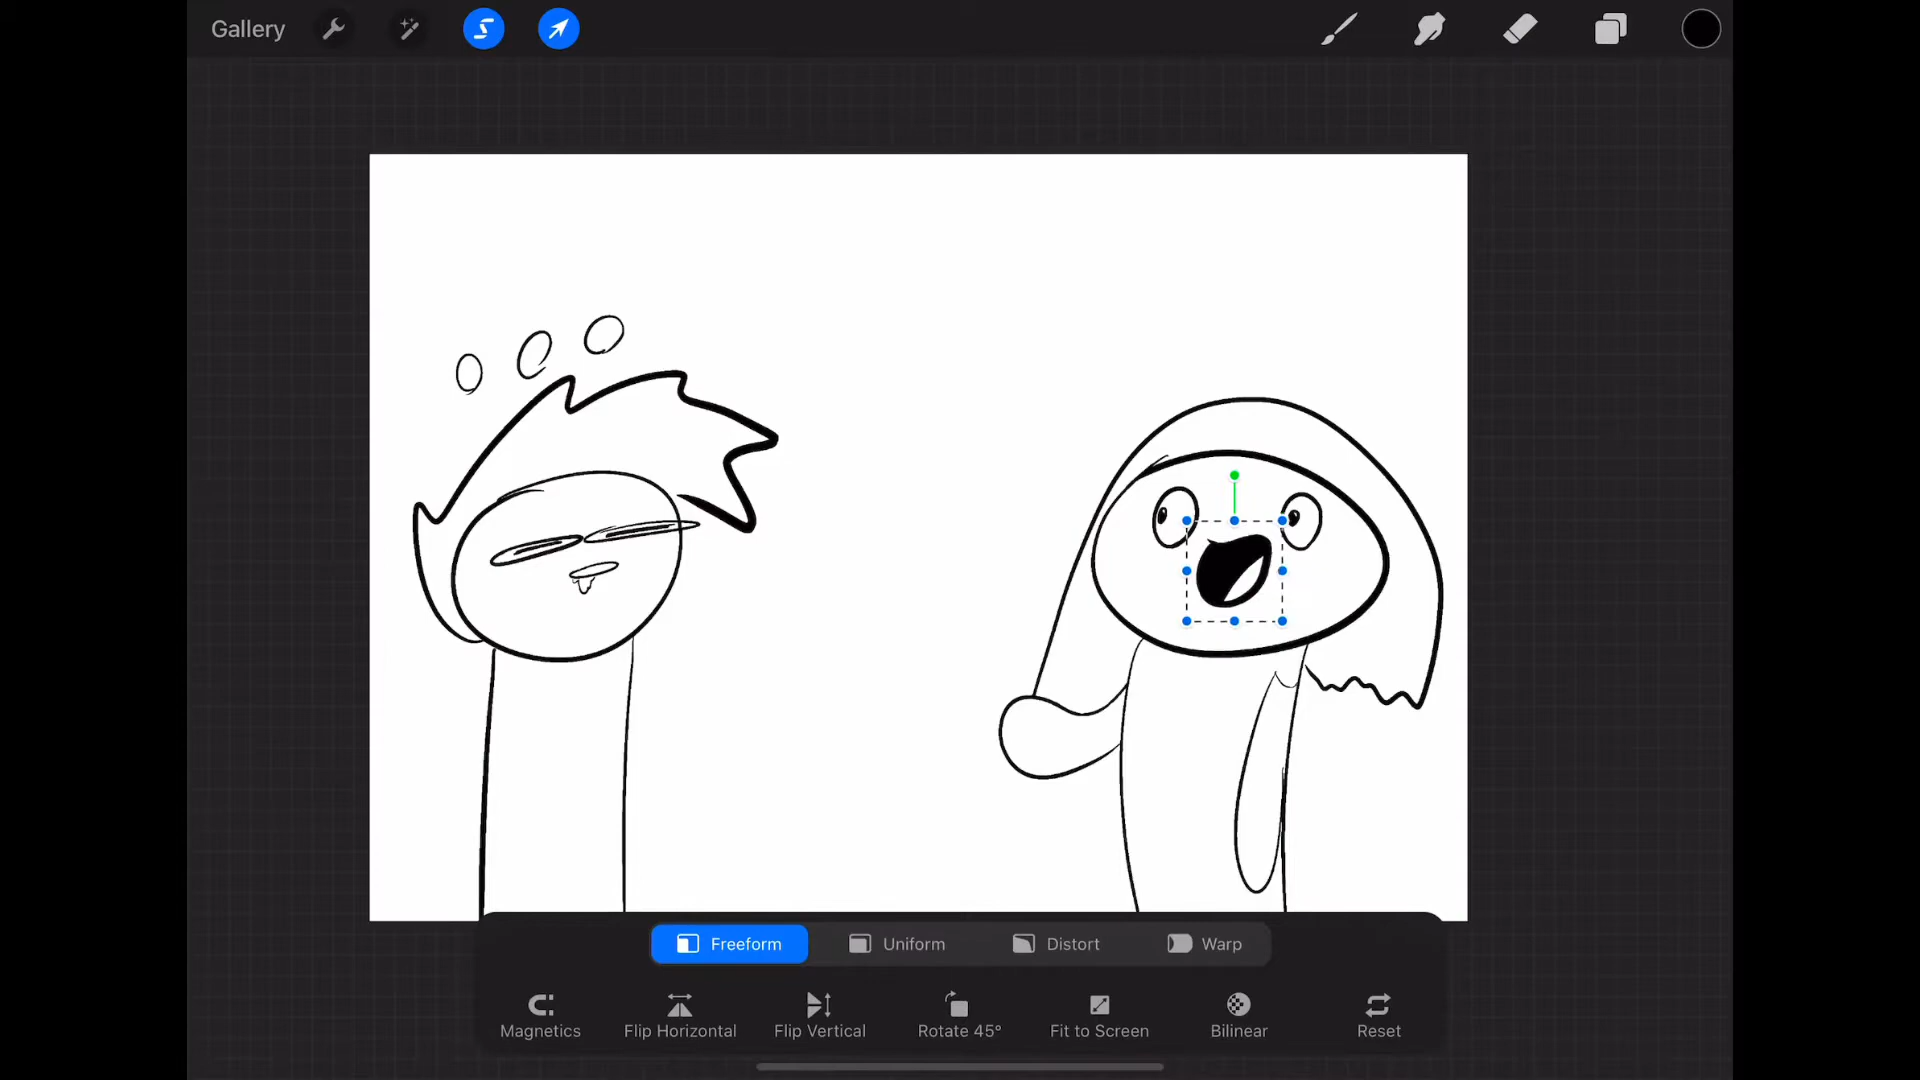 Gallery
Freeform Uniform Distort Warp
Magnetics Flip Horizontal Flip Vertical Rotate 45° Fit to Screen Bilinear Reset